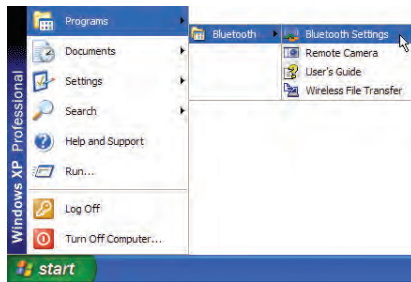 Programs
Documents
Settings
Search
Help and Support
Run...
Log Off
Turn Off Computer...
Windows XP Professional
start
Bluetooth
Bluetooth Settings
Remote Camera
User's Guide
Wireless File Transfer